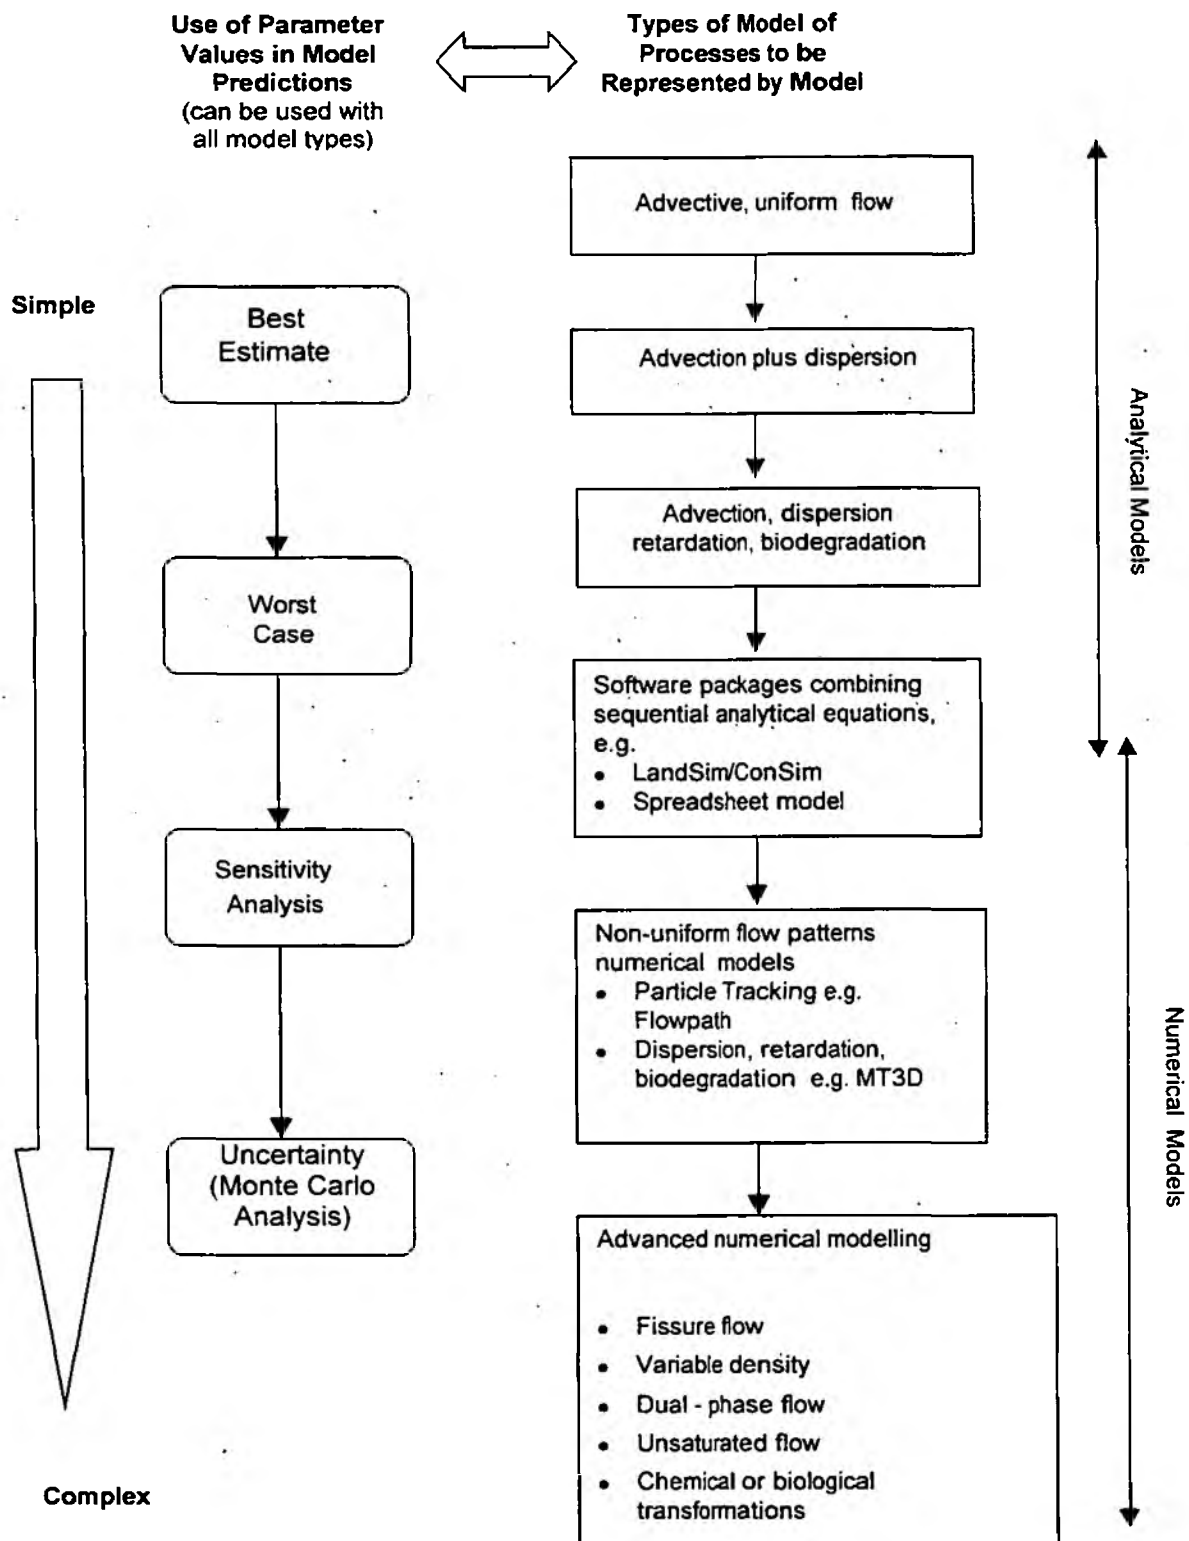 Use of Parameter
Values in Model
Predictions
(can be used with
all model types)
Types of Model of
Processes to be
Represented by Model
Simple
Best
Estimate
Worst
Case
Sensitivity
Analysis
Uncertainty
(Monte Carlo
Analysis)
Complex
Advective, uniform flow
Advection plus dispersion
Advection, dispersion
retardation, biodegradation
Software packages combining
sequential analytical equations,
e.g.
• LandSim/ConSim
• Spreadsheet model
Non-uniform flow patterns
numerical models
• Particle Tracking e.g.
Flowpath
• Dispersion, retardation,
biodegradation e.g. MT3D
Advanced numerical modelling
• Fissure flow
• Variable density
• Dual - phase flow
• Unsaturated flow
• Chemical or biological
transformations
Analytical Models
Numerical Models